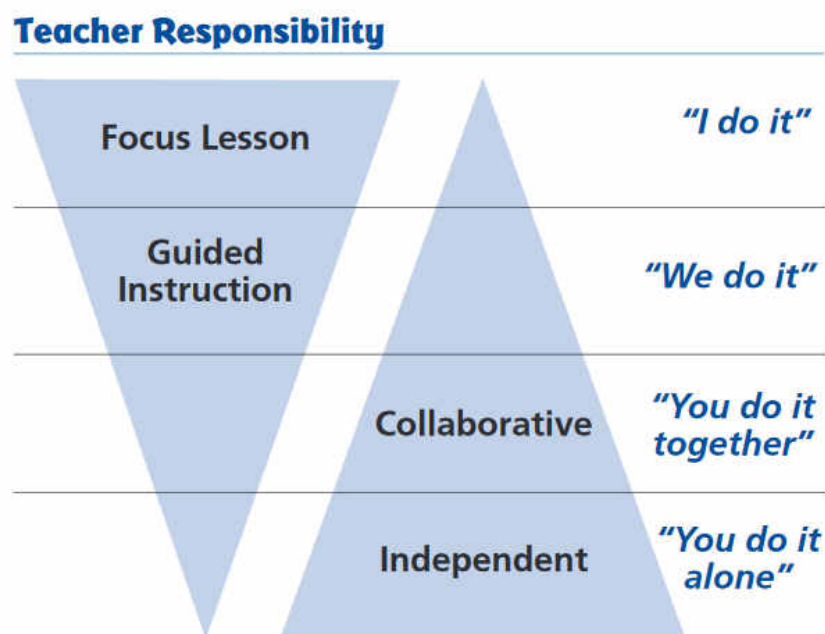 Teacher Responsibility
Focus Lesson
“I do it”
Guided
Instruction
“We do it”
Collaborative
“You do it
together”
Independent
“You do it
alone”